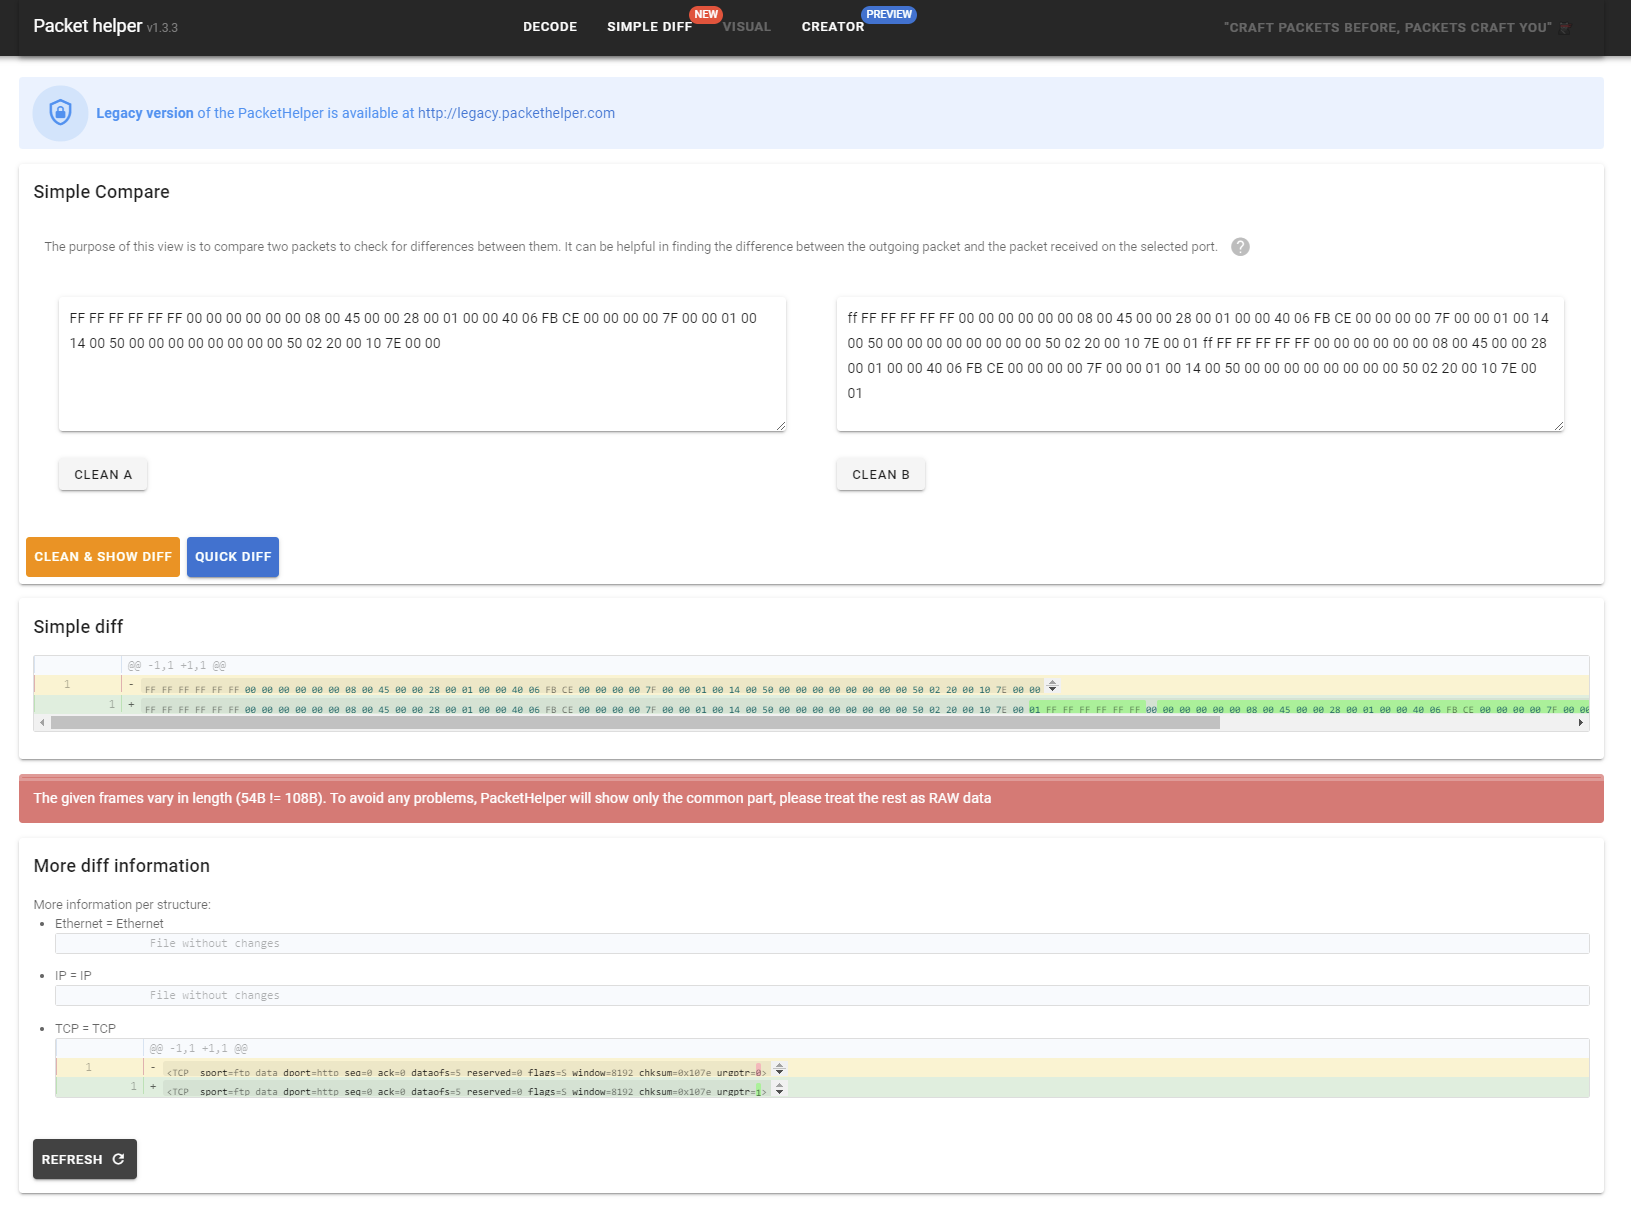 Packet helper v1.3.3
DECODE
SIMPLE DIFF
NEW
VISUAL
CREATOR
PREVIEW
"CRAFT PACKETS BEFORE, PACKETS CRAFT YOU"
Legacy version of the PacketHelper is available at http://legacy.packethelper.com
Simple Compare
The purpose of this view is to compare two packets to check for differences between them. It can be helpful in finding the difference between the outgoing packet and the packet received on the selected port. ?
FF FF FF FF FF FF 00 00 00 00 00 00 08 00 45 00 00 28 00 01 00 00 40 06 FB CE 00 00 00 00 7F 00 00 01 00
14 00 50 00 00 00 00 00 00 00 00 50 02 20 00 10 7E 00 00
ff FF FF FF FF FF 00 00 00 00 00 00 08 00 45 00 00 28 00 01 00 00 40 06 FB CE 00 00 00 00 7F 00 00 01 00 14
00 50 00 00 00 00 00 00 00 00 50 02 20 00 10 7E 00 01 ff FF FF FF FF FF 00 00 00 00 00 00 08 00 45 00 00 28
00 01 00 00 40 06 FB CE 00 00 00 00 7F 00 00 01 00 14 00 50 00 00 00 00 00 00 00 00 50 02 20 00 10 7E 00
01
CLEAN A
CLEAN B
CLEAN & SHOW DIFF
QUICK DIFF
Simple diff
@@ -1,1 +1,1 @@
1 - FF FF FF FF FF FF 00 00 00 00 00 00 08 00 45 00 00 28 00 01 00 00 40 06 FB CE 00 00 00 00 7F 00 00 01 00 14 00 50 00 00 00 00 00 00 00 00 50 02 20 00 10 7E 00 00
1 + FF FF FF FF FF FF 00 00 00 00 00 00 08 00 45 00 00 28 00 01 00 00 40 06 FB CE 00 00 00 00 7F 00 00 01 00 14 00 50 00 00 00 00 00 00 00 00 50 02 20 00 10 7E 00 01 FF FF FF FF FF FF 00 00 00 00 00 00 08 00 45 00 00 28 00 01 00 00 40 06 FB CE 00 00 00 00 7F 00
The given frames vary in length (54B != 108B). To avoid any problems, PacketHelper will show only the common part, please treat the rest as RAW data
More diff information
More information per structure:
Ethernet = Ethernet
File without changes
IP = IP
File without changes
TCP = TCP
@@ -1,1 +1,1 @@
1 - <TCP sport=ftp_data dport=http seq=0 ack=0 dataofs=5 reserved=0 flags=S window=8192 chksum=0x107e urgptr=0>
1 + <TCP sport=ftp_data dport=http seq=0 ack=0 dataofs=5 reserved=0 flags=S window=8192 chksum=0x107e urgptr=1>
REFRESH